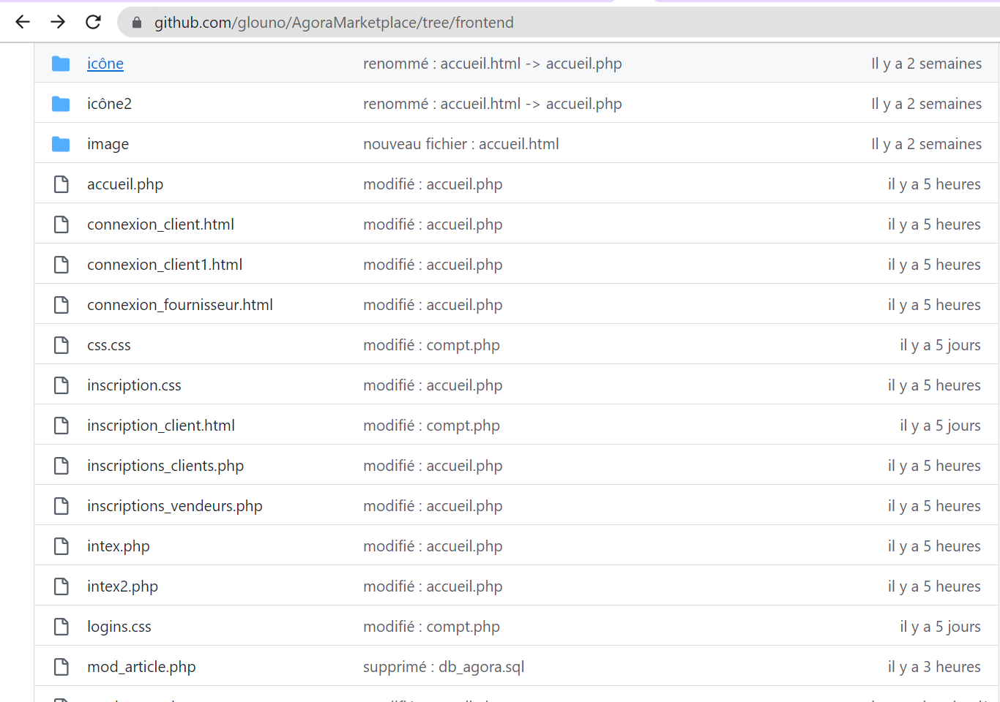 github.com/glouno/AgoraMarketplace/tree/frontend
icône renommé : accueil.html -> accueil.php Il y a 2 semaines
icône2 renommé : accueil.html -> accueil.php Il y a 2 semaines
image nouveau fichier : accueil.html Il y a 2 semaines
accueil.php modifié : accueil.php il y a 5 heures
connexion_client.html modifié : accueil.php il y a 5 heures
connexion_client1.html modifié : accueil.php il y a 5 heures
connexion_fournisseur.html modifié : accueil.php il y a 5 heures
css.css modifié : compt.php il y a 5 jours
inscription.css modifié : accueil.php il y a 5 heures
inscription_client.html modifié : compt.php il y a 5 jours
inscriptions_clients.php modifié : accueil.php il y a 5 heures
inscriptions_vendeurs.php modifié : accueil.php il y a 5 heures
intex.php modifié : accueil.php il y a 5 heures
intex2.php modifié : accueil.php il y a 5 heures
logins.css modifié : compt.php il y a 5 jours
mod_article.php supprimé : db_agora.sql il y a 3 heures